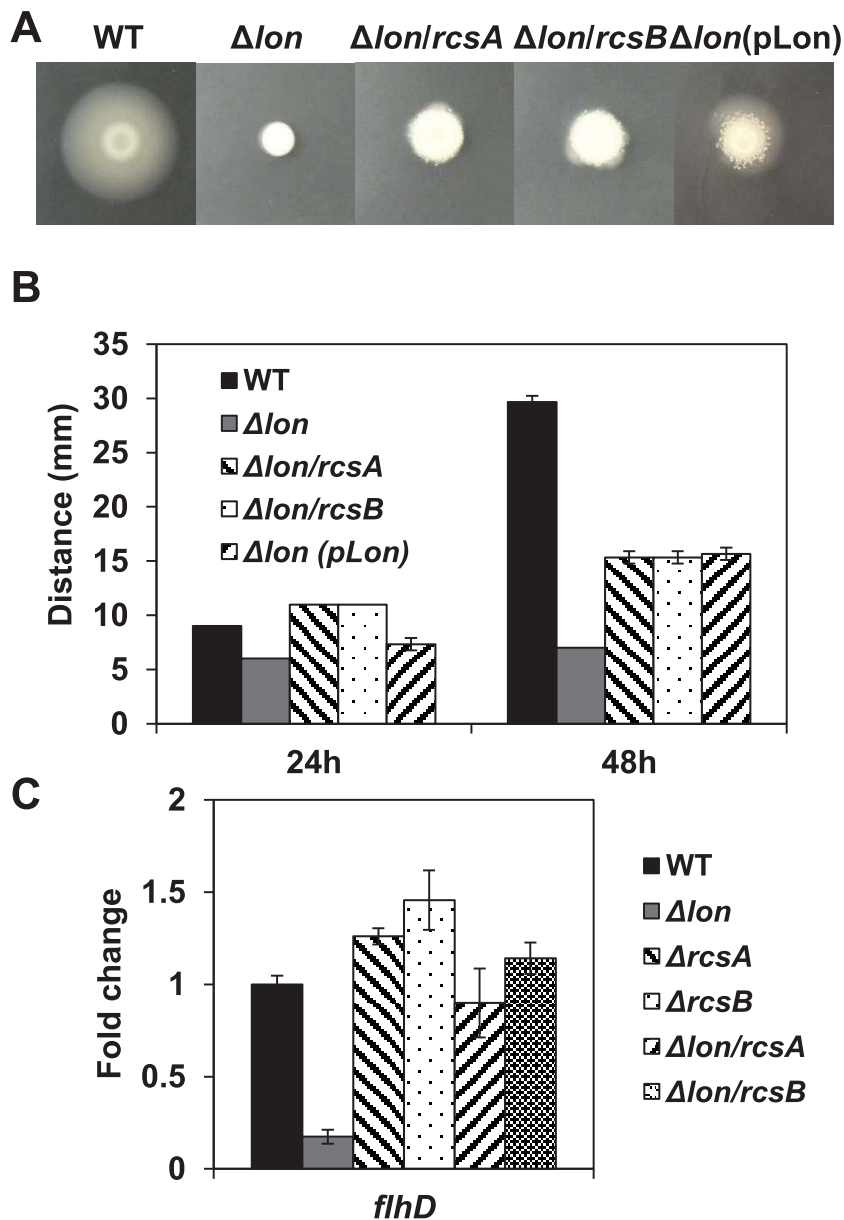 A
WT Δlon Δlon/rcsA Δlon/rcsB Δlon(pLon)
B
Distance (mm)
35
30
25
20
15
10
5
0
WT
Δlon
Δlon/rcsA
Δlon/rcsB
Δlon (pLon)
24h 48h
C
Fold change
2
1.5
1
0.5
0
flhD
WT
Δlon
ΔrcsA
ΔrcsB
Δlon/rcsA
Δlon/rcsB